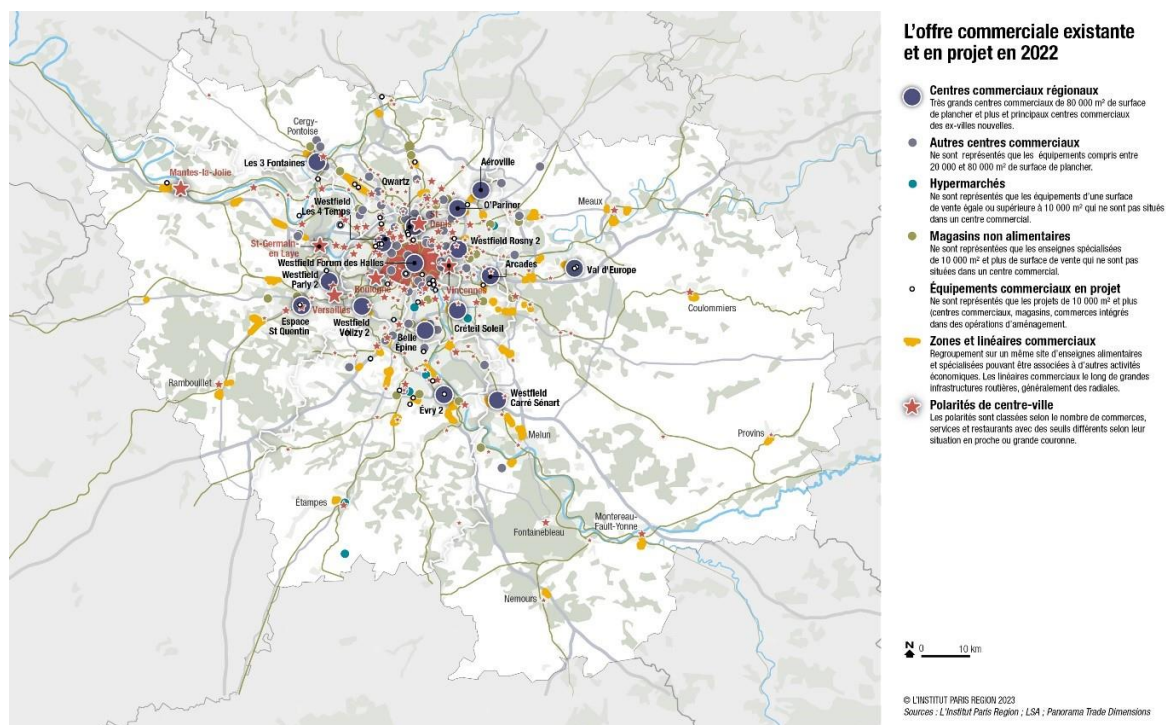 L'offre commerciale existante
et en projet en 2022
Centres commerciaux régionaux
Très grands centres commerciaux de 80 000 m² de surface
de plancher et plus et principaux centres commerciaux
des ex-villes nouvelles.
Autres centres commerciaux
Ne sont représentés que les équipements compris entre
20 000 et 80 000 m² de surface de plancher.
Hypermarchés
Ne sont représentés que les équipements d'une surface
de vente égale ou supérieure à 10 000 m² qui ne sont pas situés
dans un centre commercial.
Magasins non alimentaires
Ne sont représentées que les enseignes spécialisées
de 10 000 m² et plus de surface de vente qui ne sont pas
situées dans un centre commercial.
Équipements commerciaux en projet
Ne sont représentés que les projets de 10 000 m² et plus
(centres commerciaux, magasins, commerces intégrés
dans des opérations d'aménagement.
Zones et linéaires commerciaux
Regroupement sur un même site d'enseignes alimentaires
et spécialisées pouvant être associées à d'autres activités
économiques. Les linéaires commerciaux le long de grandes
infrastructures routières, généralement des radiales.
Polarités de centre-ville
Les polarités sont classées selon le nombre de commerces,
services et restaurants avec des seuils différents selon leur
situation en proche ou grande couronne.
Cergy-
Pontoise
Les 3 Fontaines
Mantes-la-Jolie
Qwartz
Aéroville
O'Parinor
Meaux
Westfield
Les 4 Temps
St-
Denis
Westfield Rosny 2
St-Germain-
en Laye
Westfield Forum des Halles
Arcades
Val d'Europe
Westfield
Parly 2
Boulogne
Vincennes
Versailles
Coulommiers
Espace
St Quentin
Westfield
Vélizy 2
Belle
Épine
Créteil Soleil
Rambouillet
Évry 2
Westfield
Carré Sénart
Melun
Provins
Étampes
Fontainebleau
Montereau-
Fault-Yonne
Nemours
N 0 10 km
© L'INSTITUT PARIS REGION 2023
Sources : L'Institut Paris Region ; LSA ; Panorama Trade Dimensions